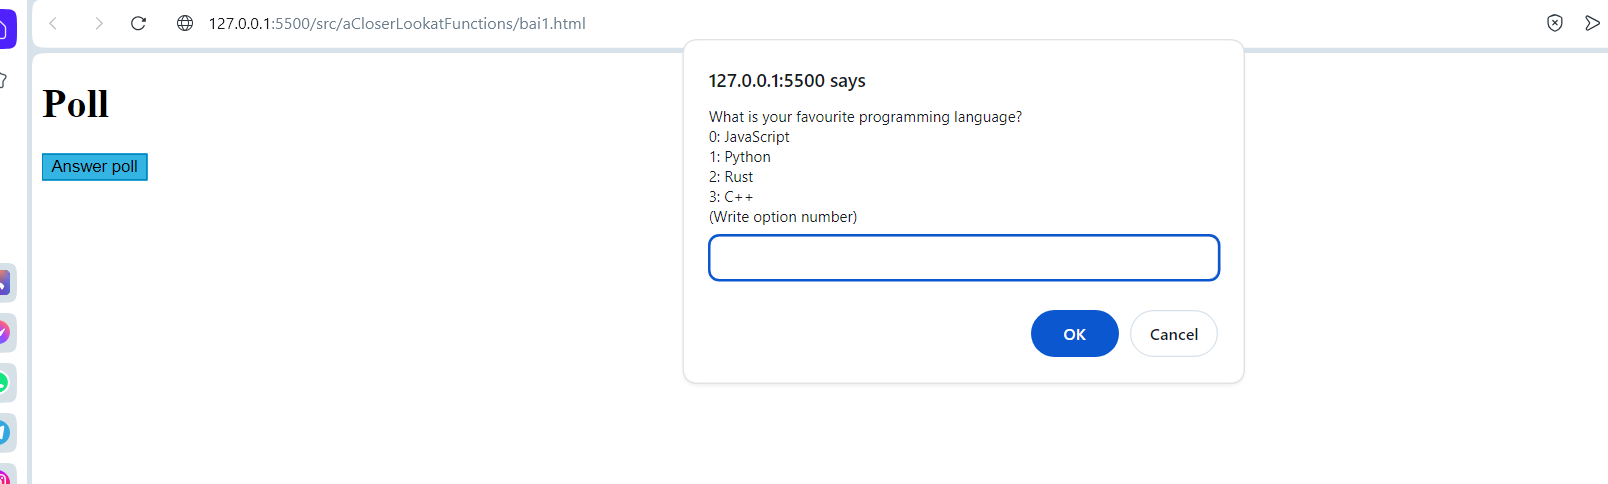 127.0.0.1:5500/src/aCloserLookatFunctions/bai1.html
Poll
Answer poll
127.0.0.1:5500 says
What is your favourite programming language?
0: JavaScript
1: Python
2: Rust
3: C++
(Write option number)
OK
Cancel